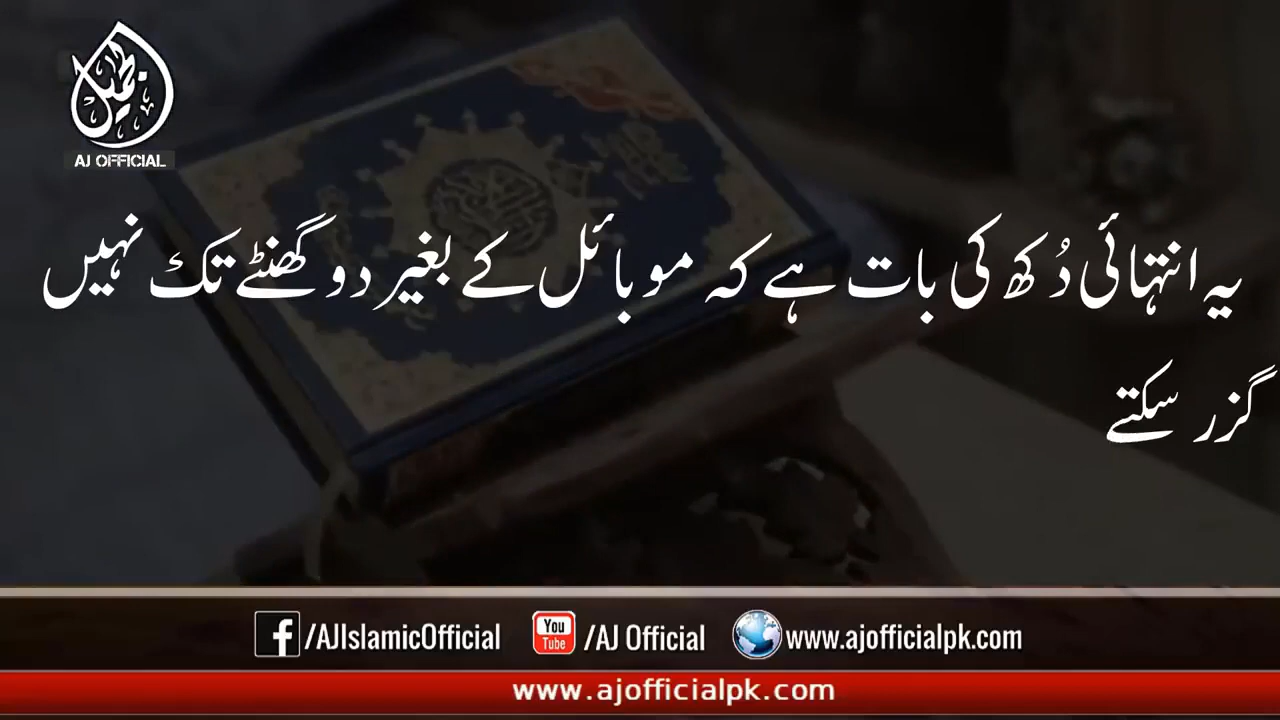 جمیل
AJ OFFICIAL
یہ انتہائی دُکھ کی بات ہے کہ موبائل کے بغیر دو گھنٹے تک نہیں
گزر سکتے
/AJIslamicOfficial
You Tube /AJ Official
www.ajofficialpk.com
www.ajofficialpk.com